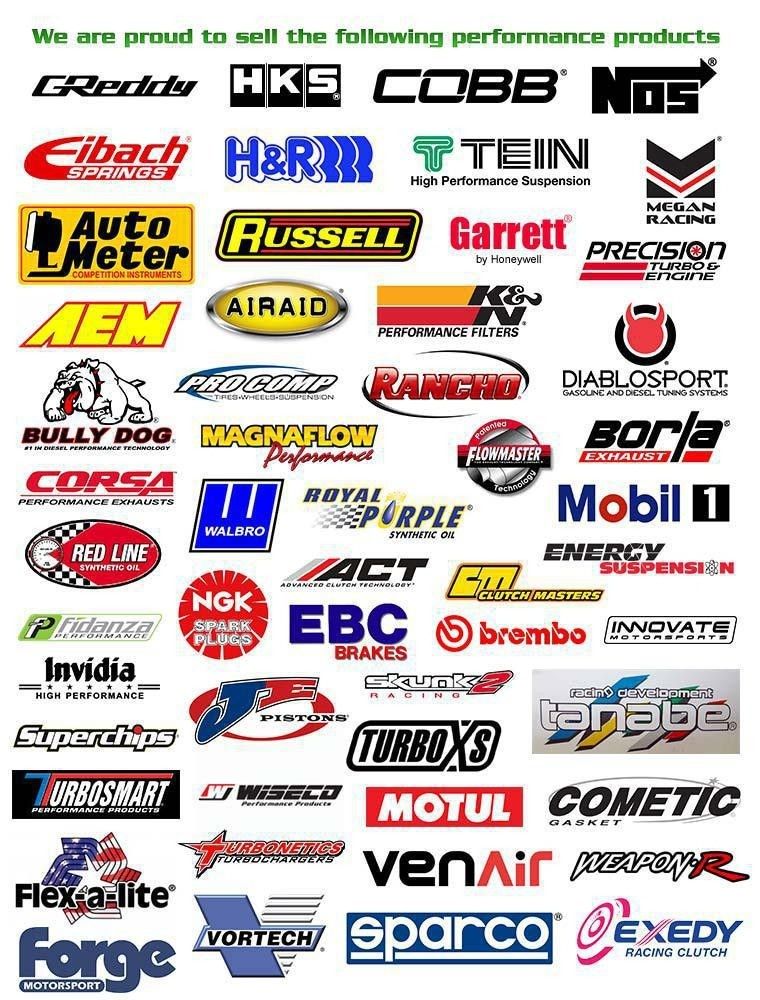 We are proud to sell the following performance products
GReddy
HKS®
COBB®
NOS®
Eibach®
SPRINGS
H&R
TEIN
High Performance Suspension
MEGAN
RACING
Auto
Meter
COMPETITION INSTRUMENTS
RUSSELL
Garrett®
by Honeywell
PRECISION
TURBO &
ENGINE
AEM
AIRAID
K&N®
PERFORMANCE FILTERS
DIABLOSPORT.
GASOLINE AND DIESEL TUNING SYSTEMS
BULLY DOG
#1 IN DIESEL PERFORMANCE TECHNOLOGY
PRO COMP
TIRES•WHEELS•SUSPENSION
RANCHO
MAGNAFLOW
Performance
Patented
FLOWMASTER
Technology
Borla®
EXHAUST
CORSA
PERFORMANCE EXHAUSTS
WALBRO
ROYAL
PURPLE®
SYNTHETIC OIL
Mobil 1
RED LINE
SYNTHETIC OIL
ACT
ADVANCED CLUTCH TECHNOLOGY
ENERGY
SUSPENSION
CM
CLUTCH MASTERS
fidanza
PERFORMANCE
NGK
SPARK
PLUGS
EBC
BRAKES
brembo
INNOVATE
MOTORSPORTS
Invidia
HIGH PERFORMANCE
JE
PISTONS
skunk2
RACING
racing development
tanabe
Superchips
TURBOXS
TURBOSMART
PERFORMANCE PRODUCTS
WISECO
Performance Products
MOTUL
COMETIC
GASKET
Flex-a-lite®
TURBONETICS
TURBOCHARGERS
venAir
WEAPON•R
Forge
MOTORSPORT
VORTECH
sparco®
EXEDY
RACING CLUTCH